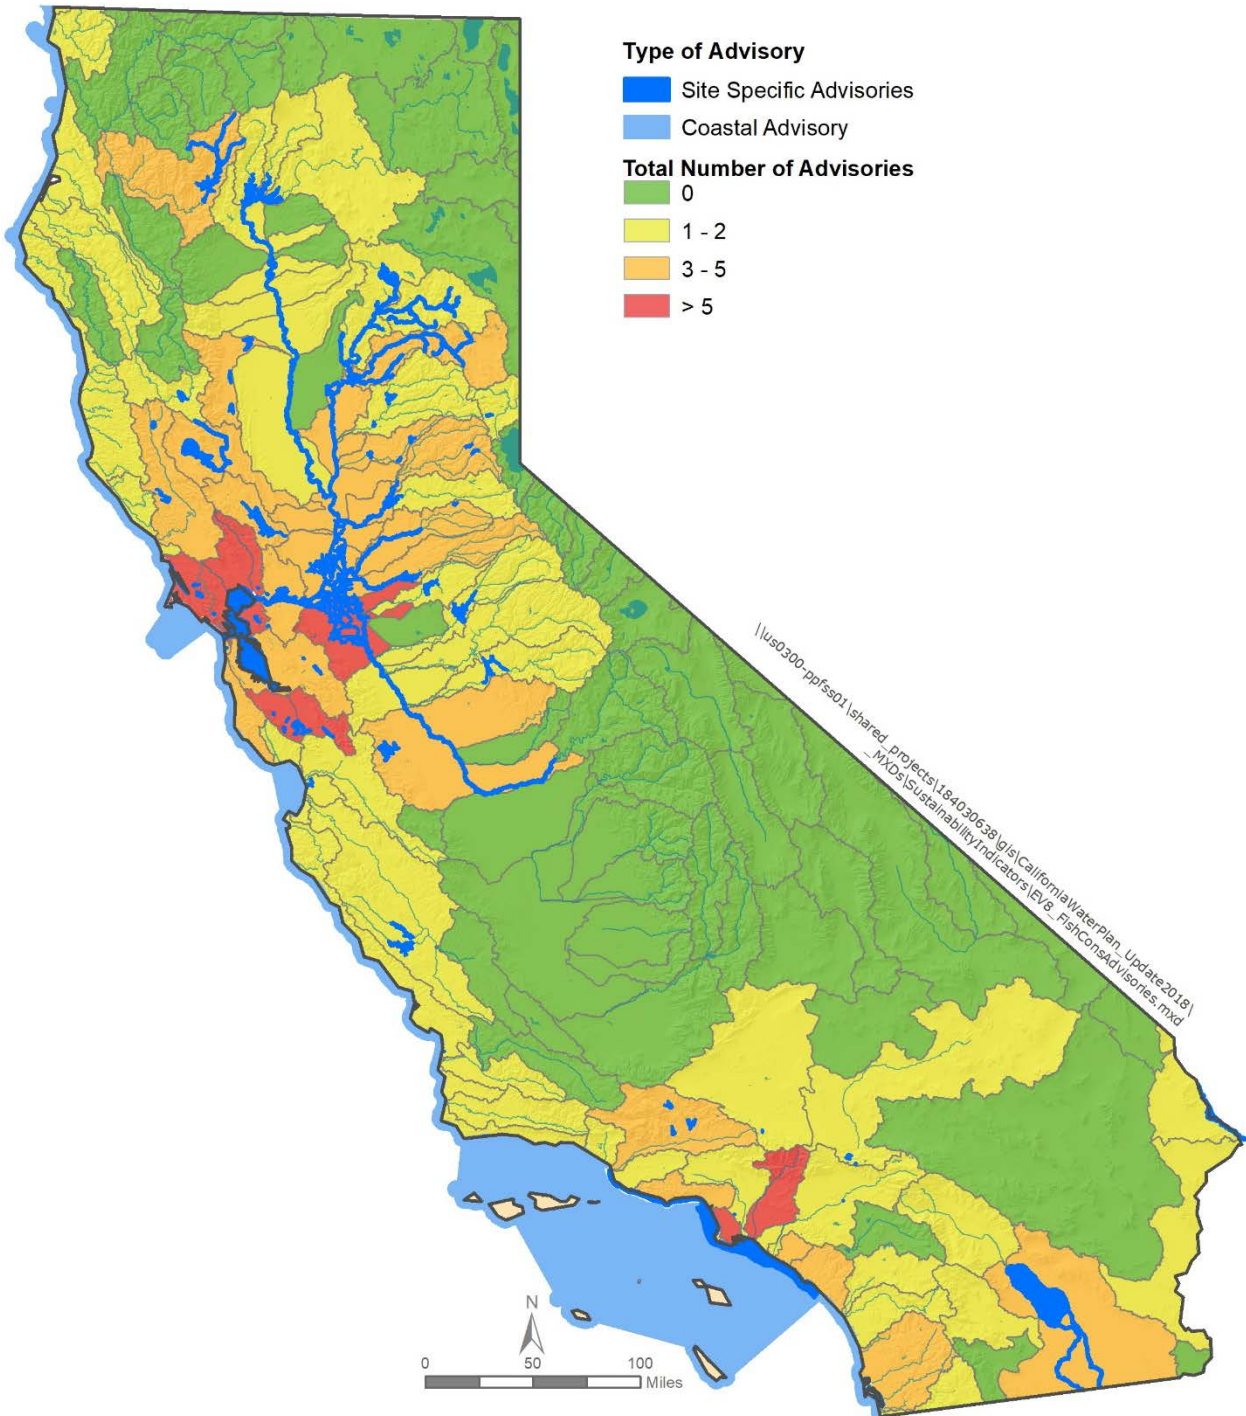 Type of Advisory
Site Specific Advisories
Coastal Advisory
Total Number of Advisories
0
1 - 2
3 - 5
> 5
\\us0300-ppfss01\shared_projects\184030638\gis\CaliforniaWaterPlan_Update2018\
_MXDs\SustainabilityIndicators\EV8_FishConsAdvisories.mxd
N
0 50 100
Miles